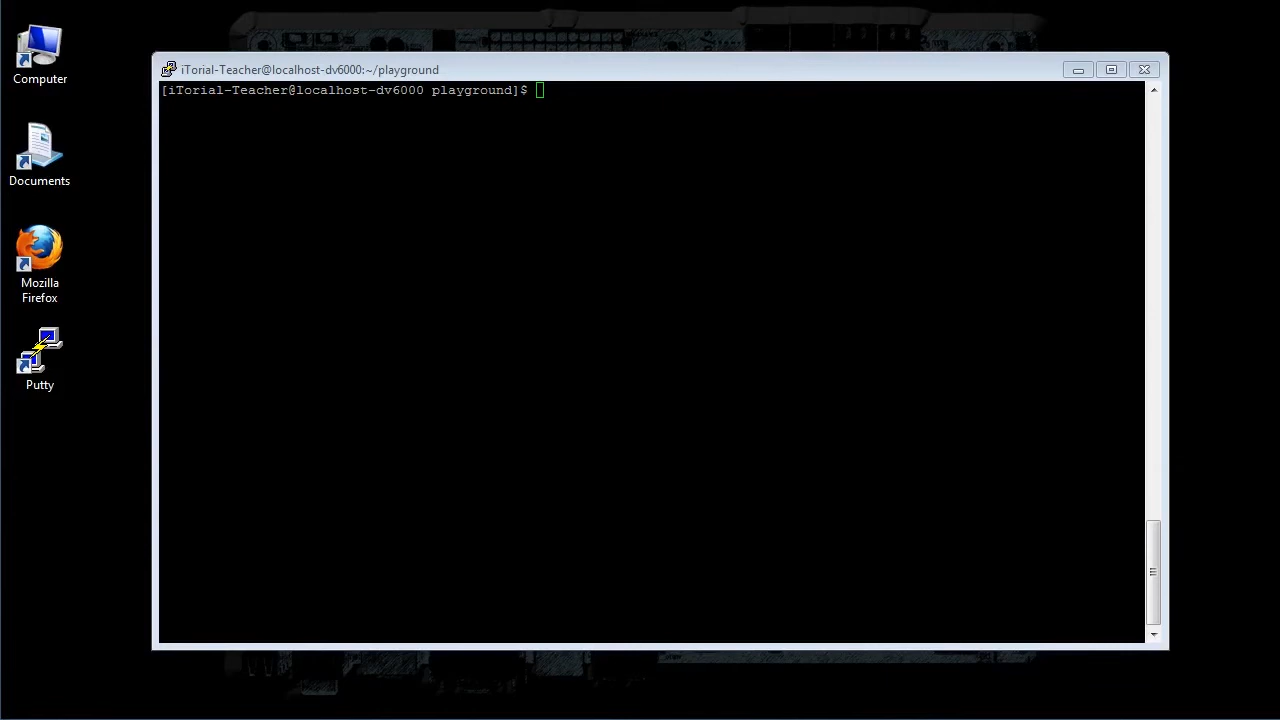 Computer
Documents
Mozilla
Firefox
Putty
iTorial-Teacher@localhost-dv6000:~/playground
[iTorial-Teacher@localhost-dv6000 playground]$